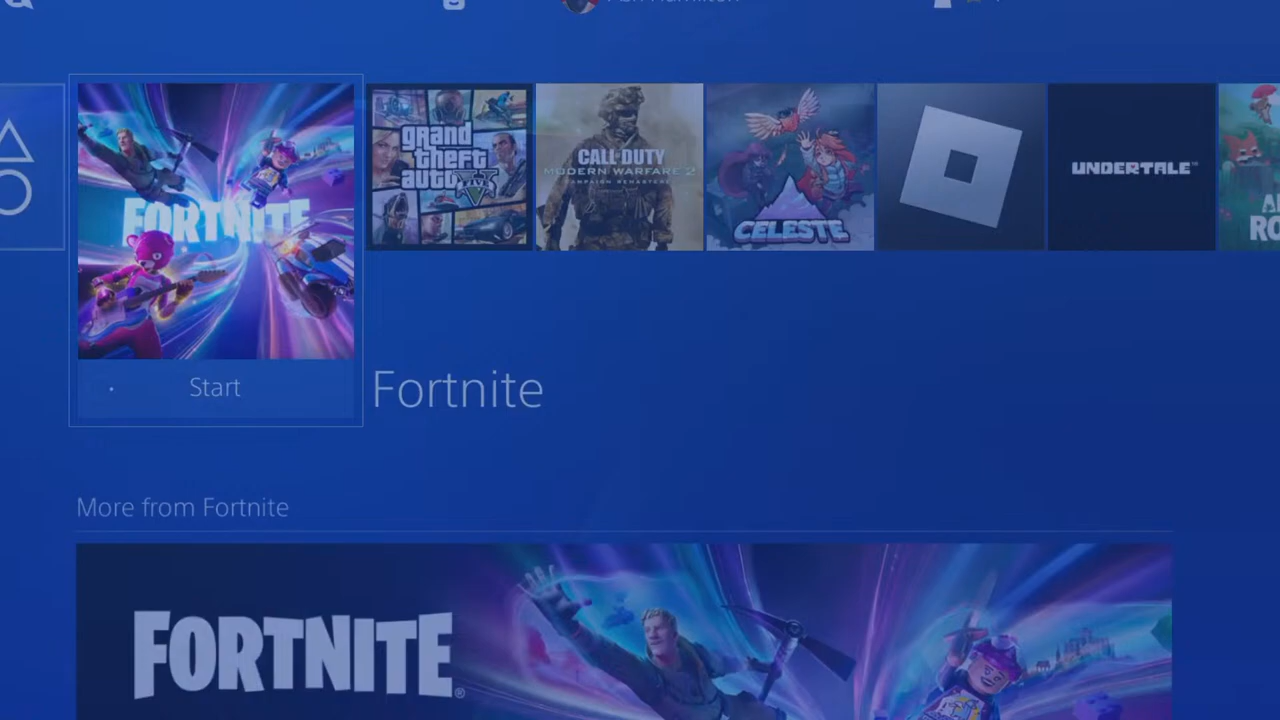 FORTNITE
grand
theft
auto V
CALL DUTY
MODERN WARFARE 2
CAMPAIGN REMASTERED
CELESTE
UNDERTALE
Start
Fortnite
More from Fortnite
FORTNITE